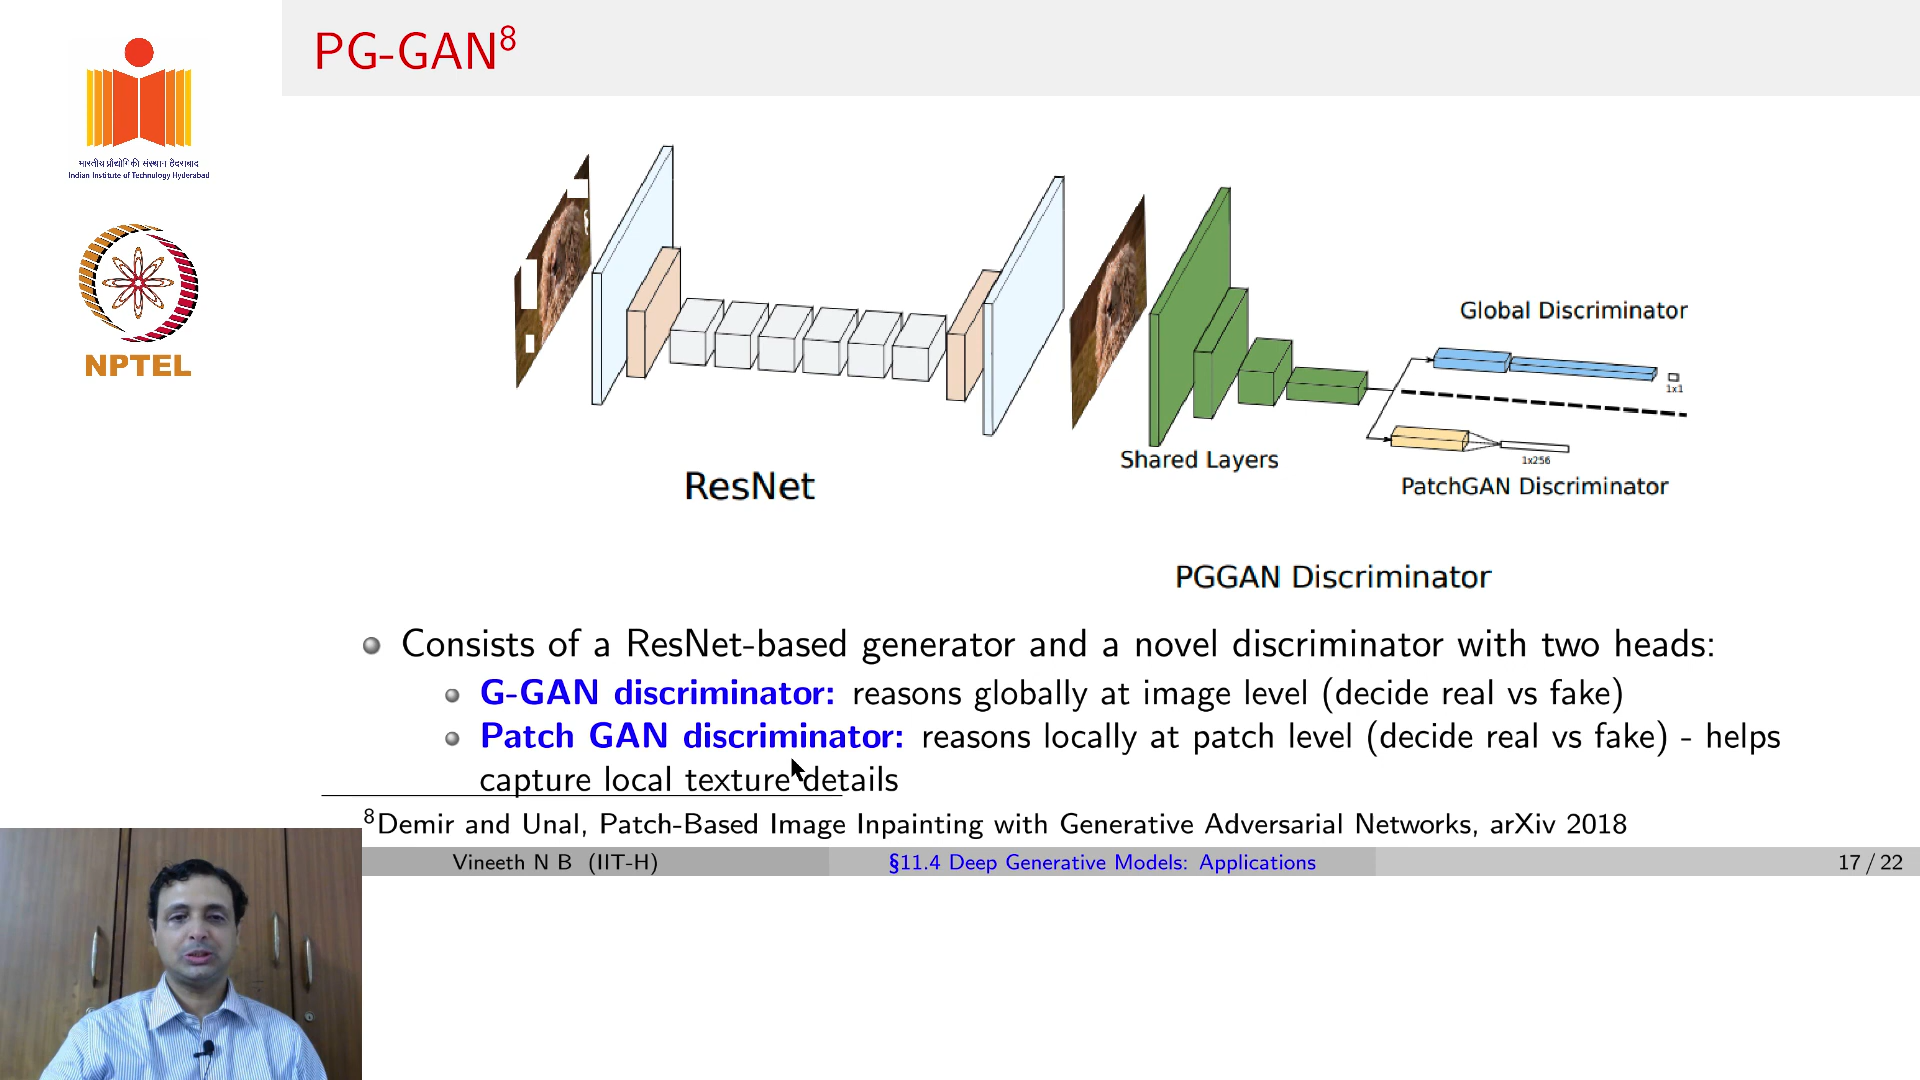 PG-GAN⁸
भारतीय प्रौद्योगिकी संस्थान हैदराबाद
Indian Institute of Technology Hyderabad
NPTEL
Global Discriminator
1x1
Shared Layers
1x256
ResNet
PatchGAN Discriminator
PGGAN Discriminator
Consists of a ResNet-based generator and a novel discriminator with two heads:
G-GAN discriminator: reasons globally at image level (decide real vs fake)
Patch GAN discriminator: reasons locally at patch level (decide real vs fake) - helps
capture local texture details
⁸Demir and Unal, Patch-Based Image Inpainting with Generative Adversarial Networks, arXiv 2018
Vineeth N B (IIT-H)
§11.4 Deep Generative Models: Applications
17 / 22